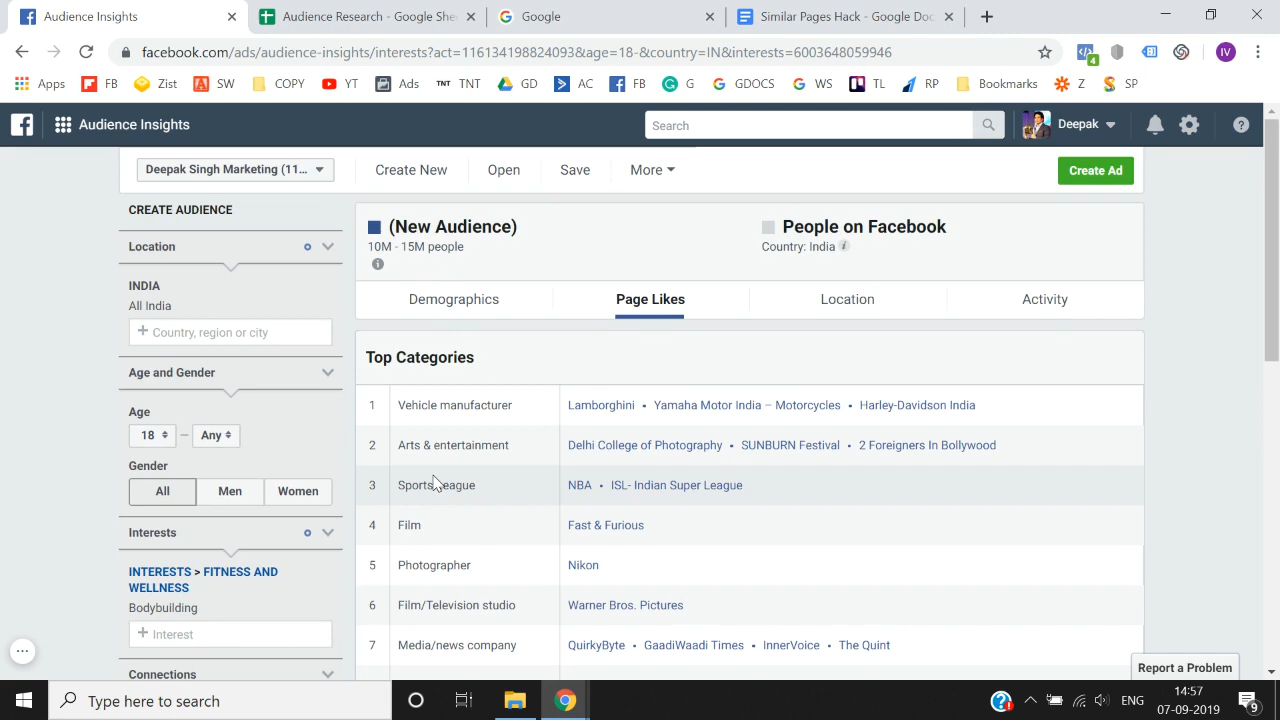 Audience Insights
Audience Research - Google She
Google
Similar Pages Hack - Google Doc
facebook.com/ads/audience-insights/interests?act=116134198824093&age=18-&country=IN&interests=6003648059946
4
IV
Apps FB Zist SW COPY YT Ads TNT TNT GD AC FB G GDOCS WS TL RP Bookmarks Z SP
Audience Insights
Search
Deepak
Deepak Singh Marketing (11...
Create New
Open
Save
More
Create Ad
CREATE AUDIENCE
Location
INDIA
All India
Country, region or city
Age and Gender
Age
18 – Any
Gender
All Men Women
Interests
INTERESTS > FITNESS AND
WELLNESS
Bodybuilding
Interest
Connections
(New Audience)
10M - 15M people
People on Facebook
Country: India
Demographics
Page Likes
Location
Activity
Top Categories
1 Vehicle manufacturer Lamborghini • Yamaha Motor India – Motorcycles • Harley-Davidson India
2 Arts & entertainment Delhi College of Photography • SUNBURN Festival • 2 Foreigners In Bollywood
3 Sports league NBA • ISL- Indian Super League
4 Film Fast & Furious
5 Photographer Nikon
6 Film/Television studio Warner Bros. Pictures
7 Media/news company QuirkyByte • GaadiWaadi Times • InnerVoice • The Quint
Report a Problem
Type here to search
ENG
14:57
07-09-2019
9